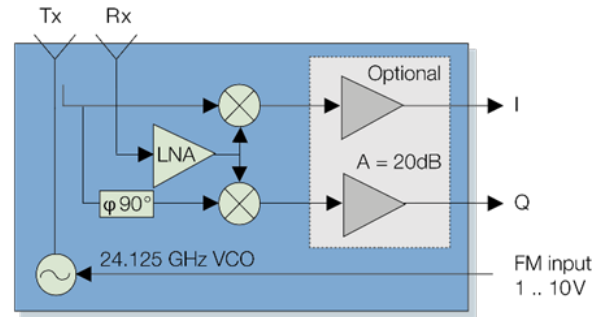 Tx Rx
Optional
I
LNA
A = 20dB
φ 90°
Q
24.125 GHz VCO
FM input
1 .. 10V